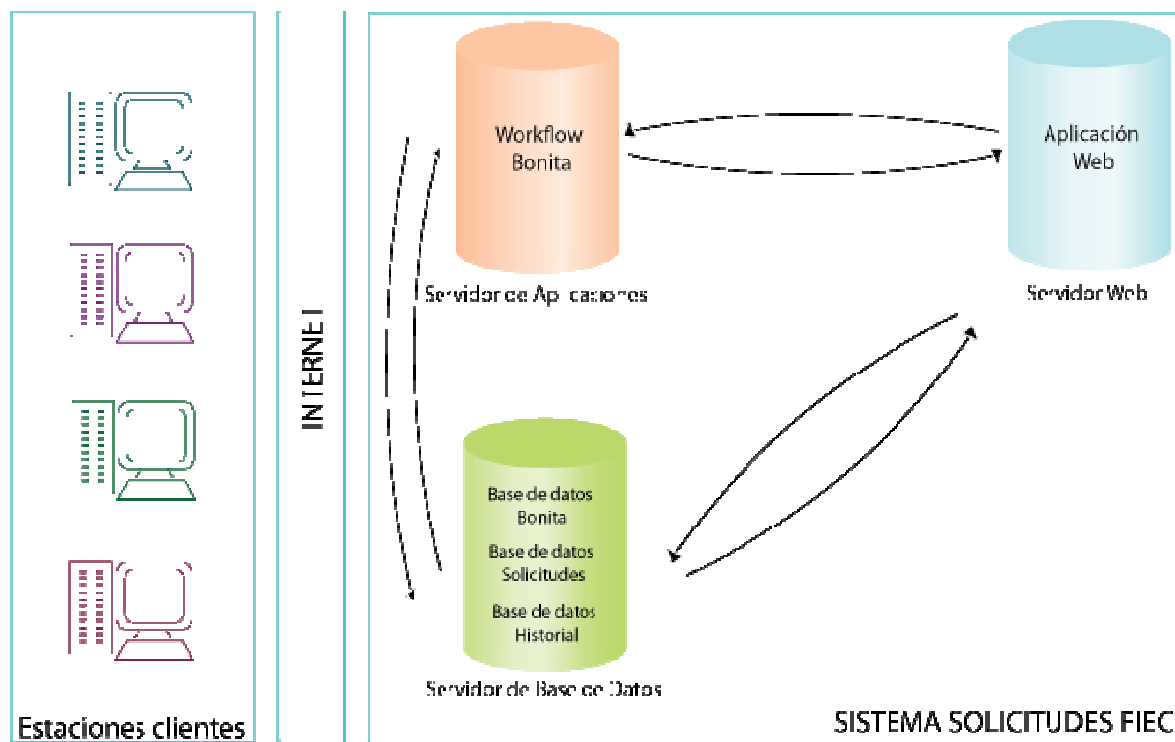 Workflow
Bonita
Servidor de Aplicaciones
Aplicación
Web
Servidor Web
INTERNET
Base de datos
Bonita
Base de datos
Solicitudes
Base de datos
Historial
Servidor de Base de Datos
Estaciones clientes
SISTEMA SOLICITUDES FIEC